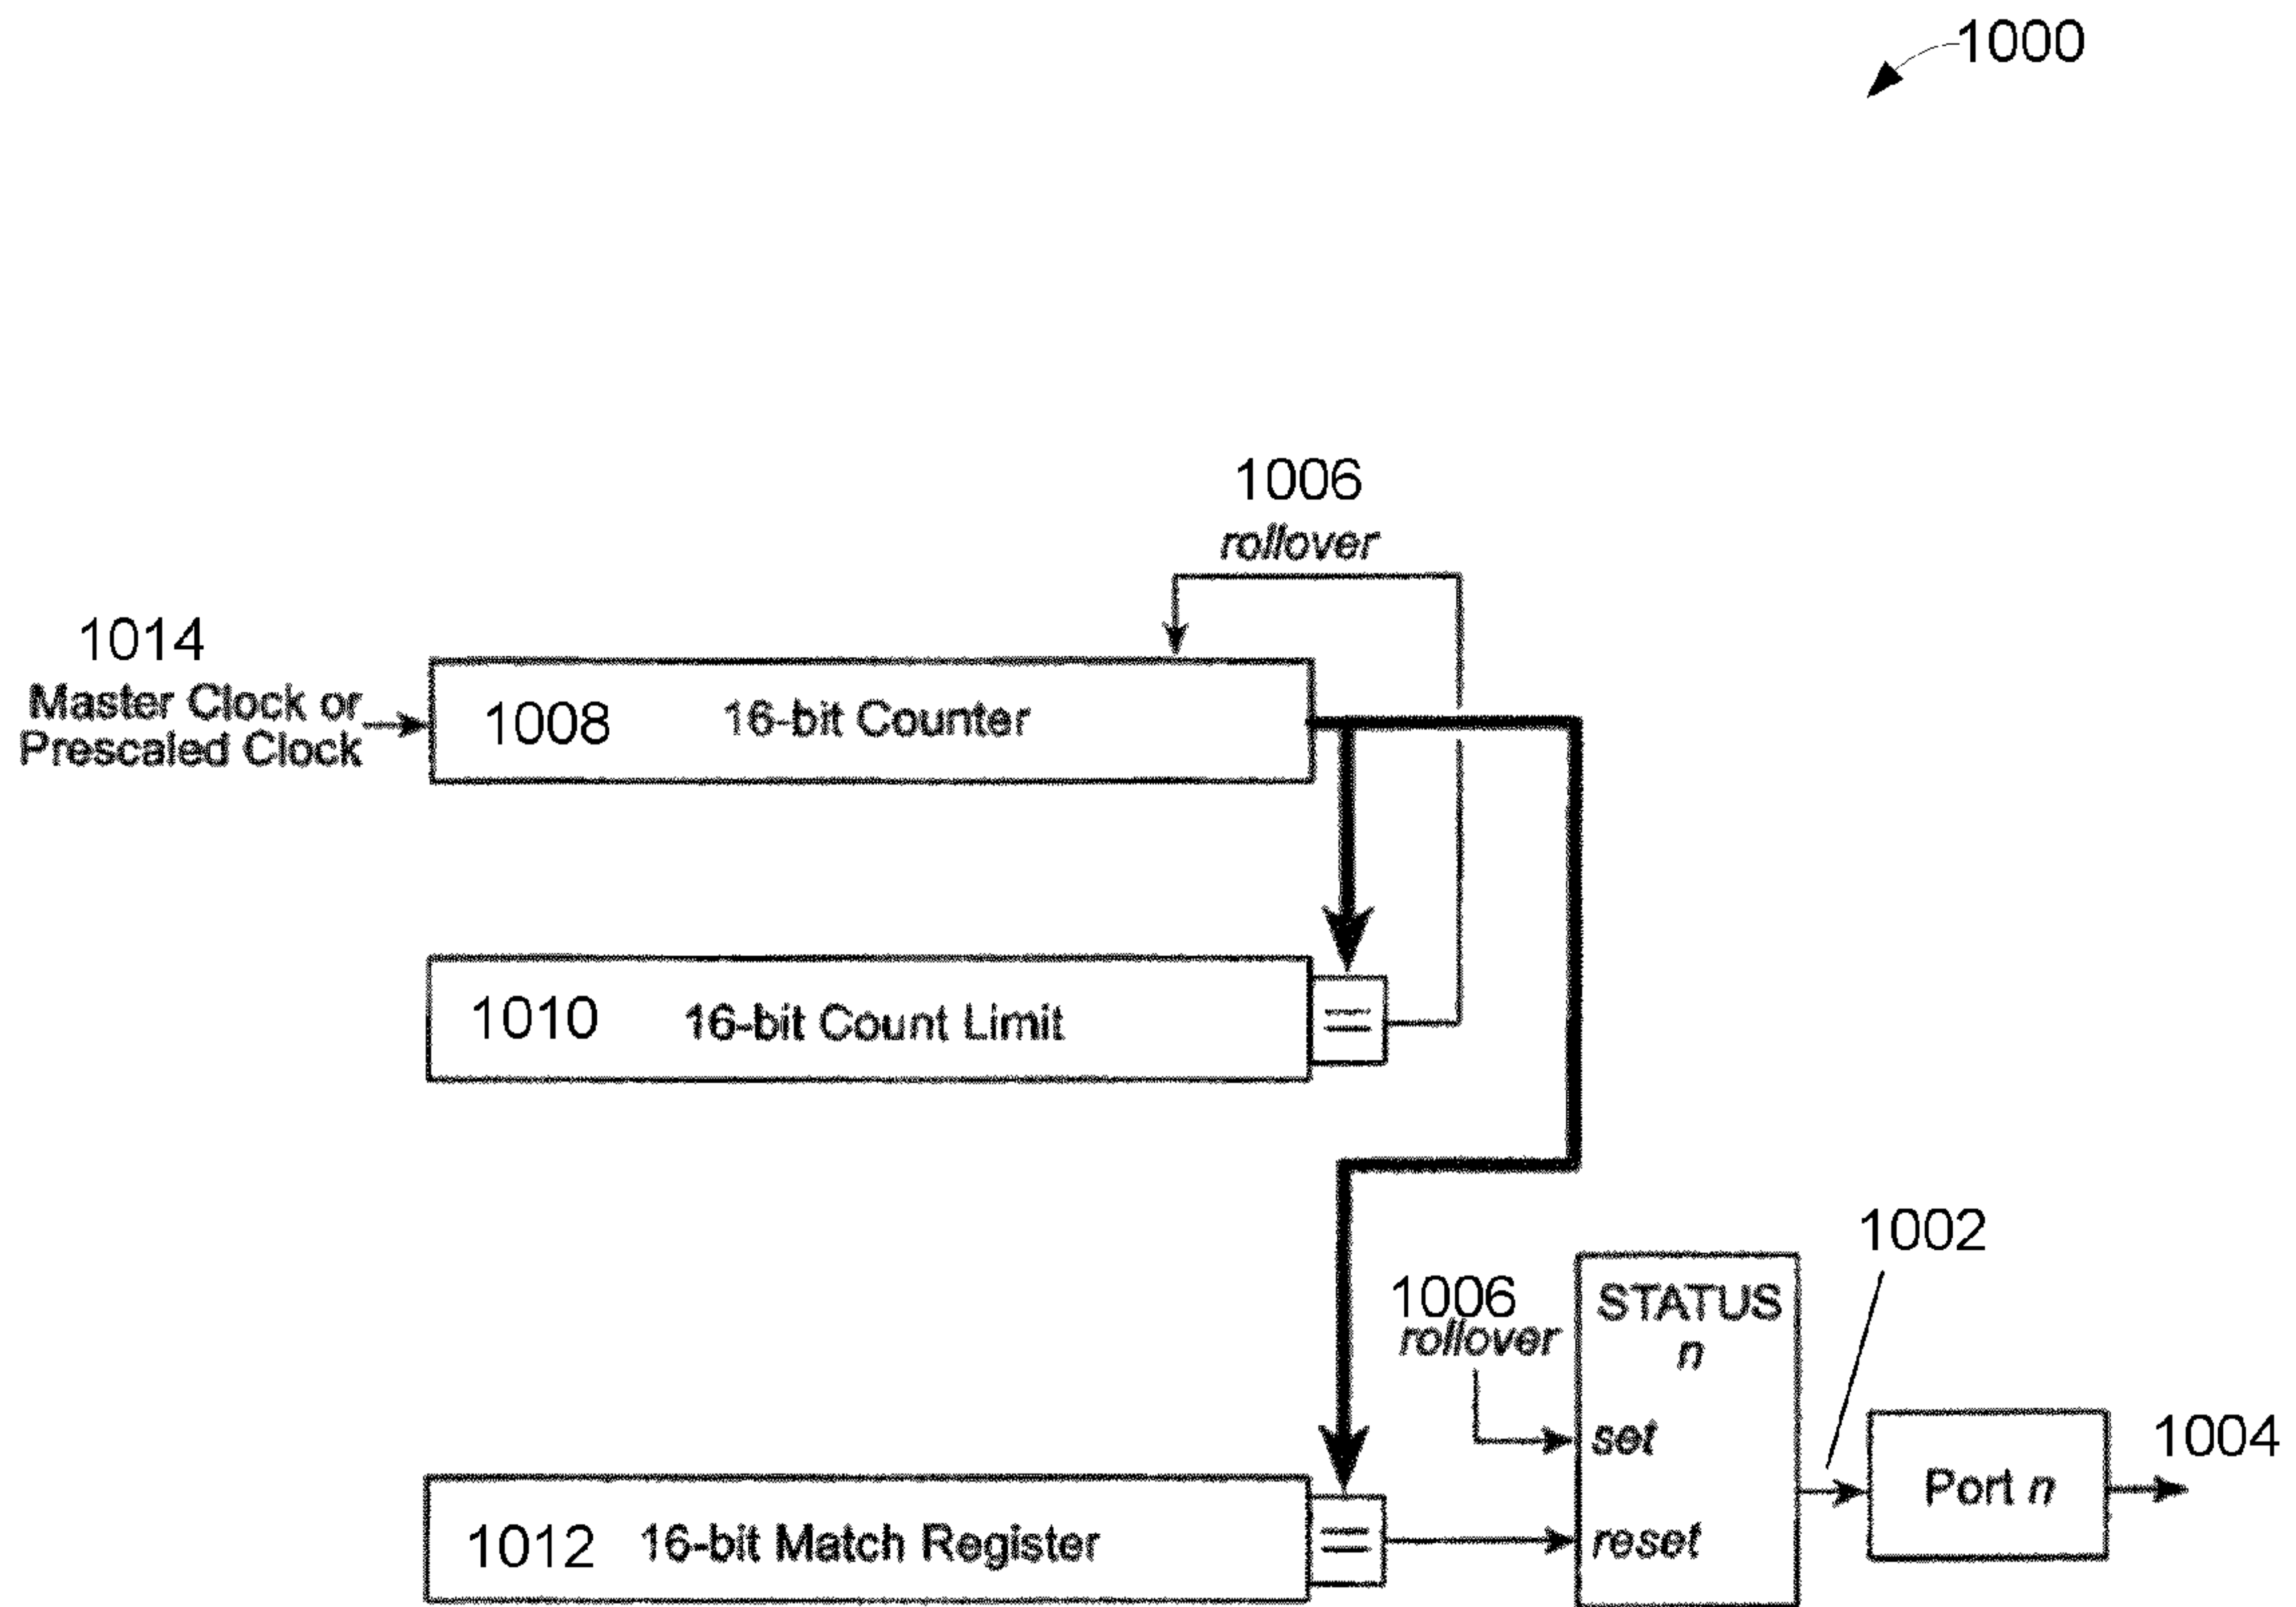 1000
1006
rollover
1014
Master Clock or
Prescaled Clock
1008 16-bit Counter
1010 16-bit Count Limit
=
1002
1006
rollover
STATUS
n
set
1004
Port n
1012 16-bit Match Register
=
reset